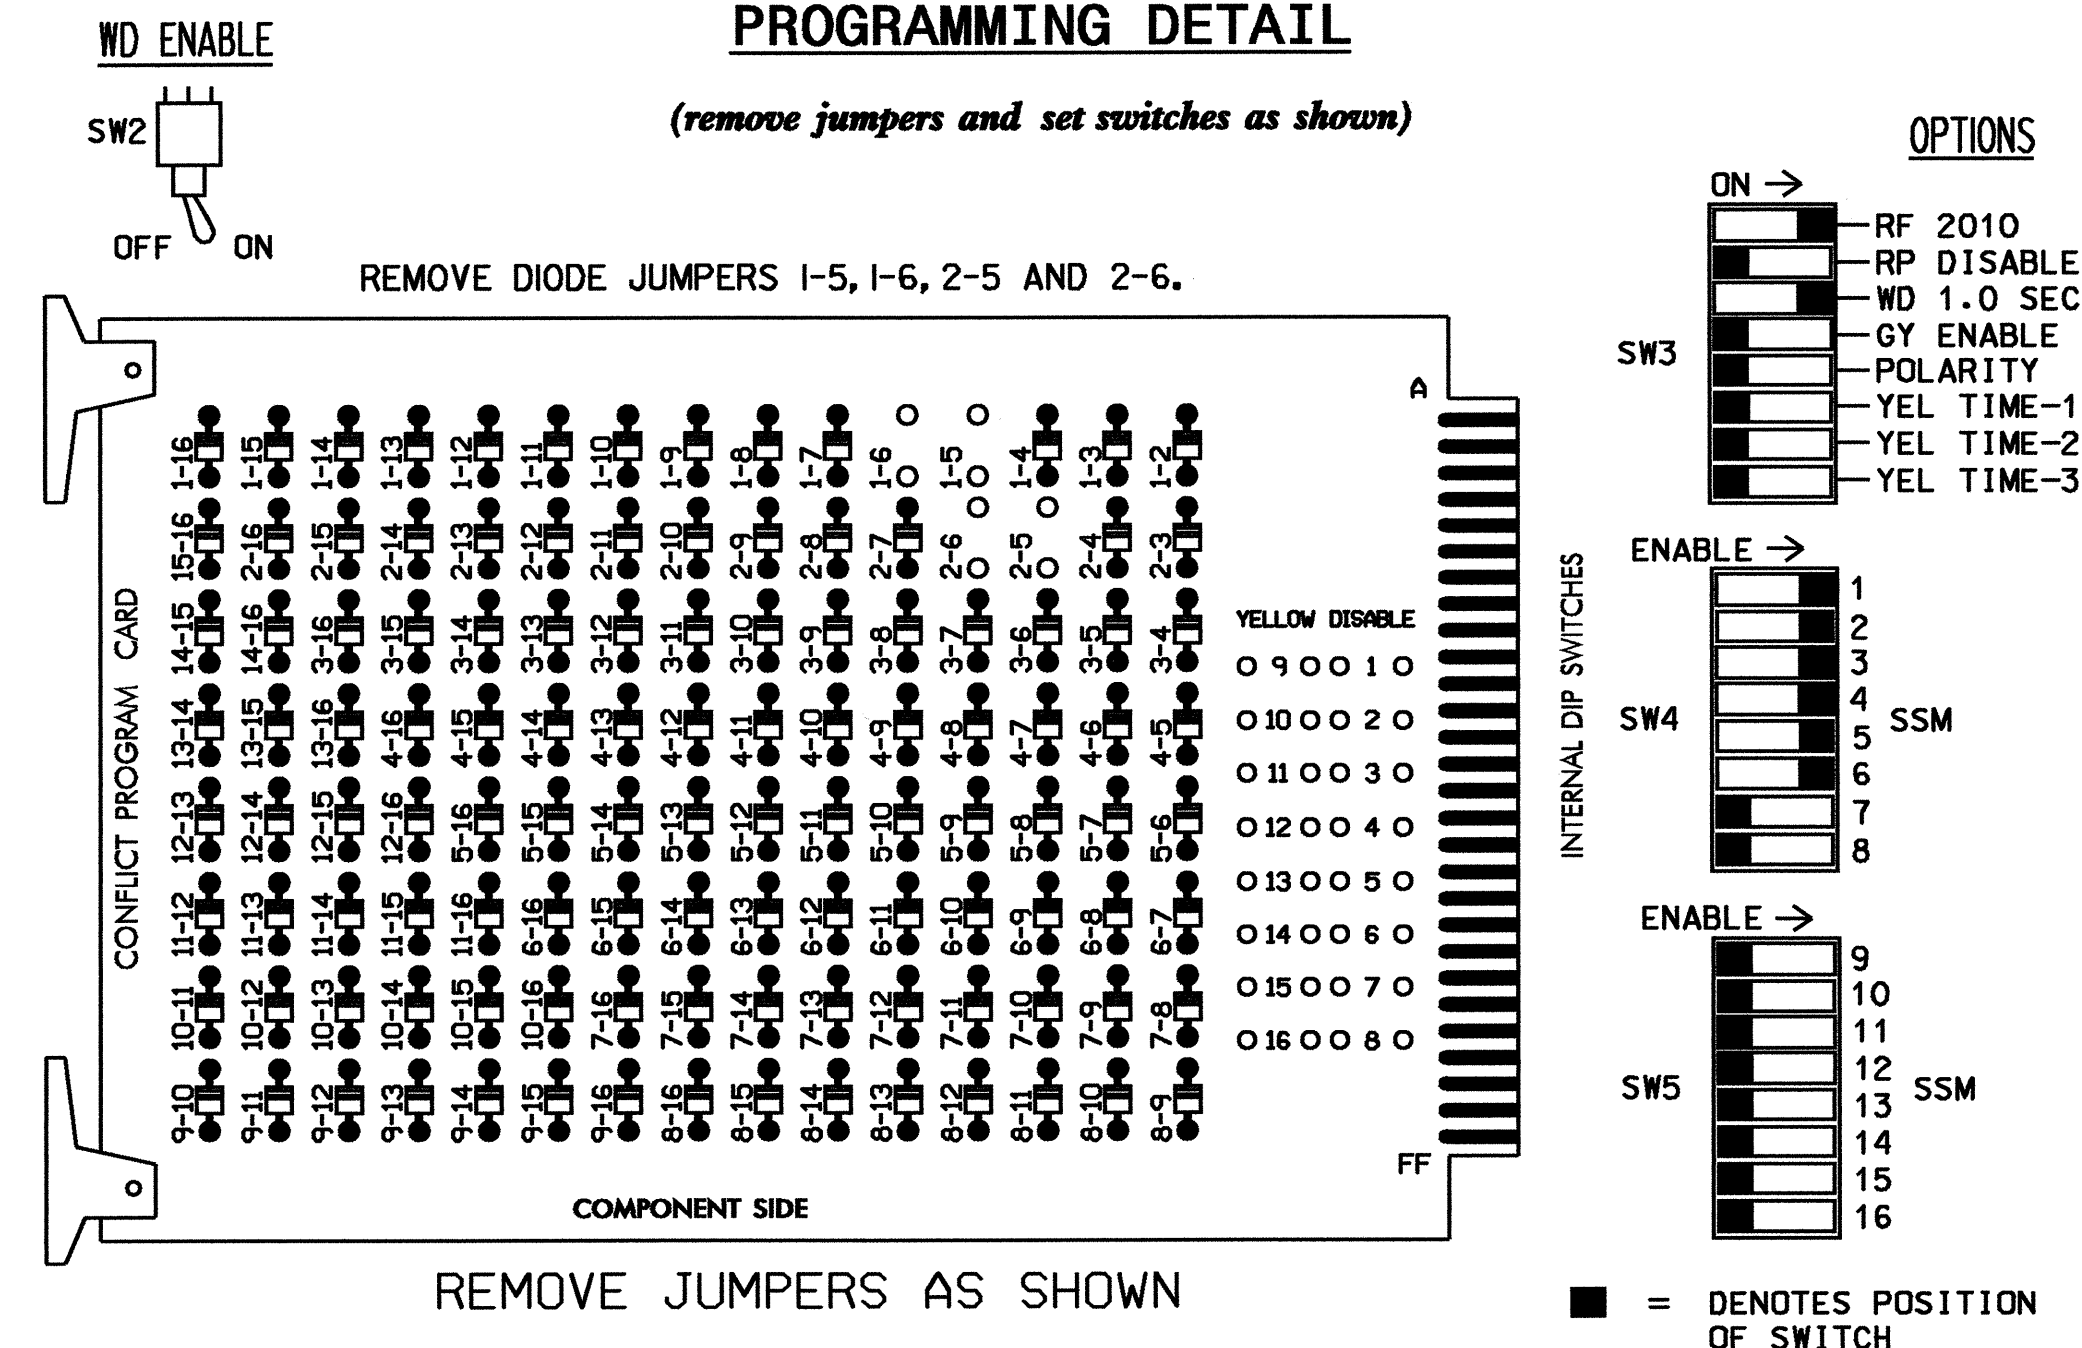 PROGRAMMING DETAIL
(remove jumpers and set switches as shown)
WD ENABLE
SW2
OFF ON
REMOVE DIODE JUMPERS 1-5, 1-6, 2-5 AND 2-6.
CONFLICT PROGRAM CARD
A
1-16 1-15 1-14 1-13 1-12 1-11 1-10 1-9 1-8 1-7 1-6 1-5 1-4 1-3 1-2
15-16 2-16 2-15 2-14 2-13 2-12 2-11 2-10 2-9 2-8 2-7 2-6 2-5 2-4 2-3
14-15 14-16 3-16 3-15 3-14 3-13 3-12 3-11 3-10 3-9 3-8 3-7 3-6 3-5 3-4
13-14 13-15 13-16 4-16 4-15 4-14 4-13 4-12 4-11 4-10 4-9 4-8 4-7 4-6 4-5
12-13 12-14 12-15 12-16 5-16 5-15 5-14 5-13 5-12 5-11 5-10 5-9 5-8 5-7 5-6
11-12 11-13 11-14 11-15 11-16 6-16 6-15 6-14 6-13 6-12 6-11 6-10 6-9 6-8 6-7
10-11 10-12 10-13 10-14 10-15 10-16 7-16 7-15 7-14 7-13 7-12 7-11 7-10 7-9 7-8
9-10 9-11 9-12 9-13 9-14 9-15 9-16 8-16 8-15 8-14 8-13 8-12 8-11 8-10 8-9
YELLOW DISABLE
9 1
10 2
11 3
12 4
13 5
14 6
15 7
16 8
FF
COMPONENT SIDE
REMOVE JUMPERS AS SHOWN
INTERNAL DIP SWITCHES
OPTIONS
ON →
SW3
RF 2010
RP DISABLE
WD 1.0 SEC
GY ENABLE
POLARITY
YEL TIME-1
YEL TIME-2
YEL TIME-3
ENABLE →
SW4
1
2
3
4
5
6
7
8
SSM
ENABLE →
SW5
9
10
11
12
13
14
15
16
SSM
= DENOTES POSITION
OF SWITCH